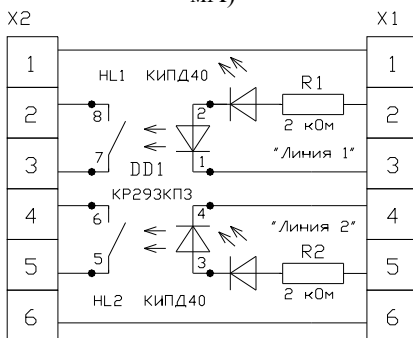 МРТ)
X2 X1
1 1
HL1 КИПД40
R1
2 8 2 2
2 кОм
7 1 "Линия 1"
3 DD1 3
КР293КП3
4 6 4 "Линия 2" 4
R2
5 5 3 5
2 кОм
HL2 КИПД40
6 6